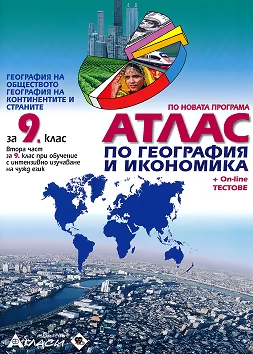 ГЕОГРАФИЯ НА
ОБЩЕСТВОТО
ГЕОГРАФИЯ НА
КОНТИНЕНТИТЕ И
СТРАНИТЕ
ПО НОВАТА ПРОГРАМА
за 9. клас
АТЛАС
Втора част
за 9. клас при обучение
с интензивно изучаване
на чужд език
ПО ГЕОГРАФИЯ
И ИКОНОМИКА
+ On-line
ТЕСТОВЕ
АТЛАСИ